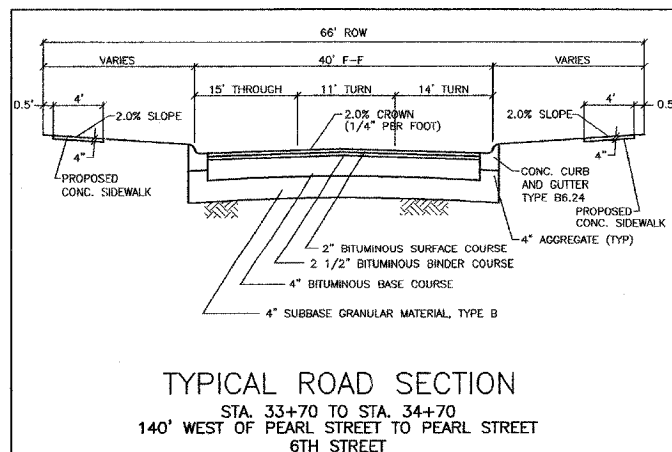 66' ROW
VARIES
40' F-F
VARIES
15' THROUGH
11' TURN
14' TURN
0.5'
4'
2.0% SLOPE
4"
PROPOSED
CONC. SIDEWALK
2.0% CROWN
(1/4" PER FOOT)
2.0% SLOPE
4'
0.5'
4"
CONC. CURB
AND GUTTER
TYPE B6.24
PROPOSED
CONC. SIDEWALK
4" AGGREGATE (TYP)
2" BITUMINOUS SURFACE COURSE
2 1/2" BITUMINOUS BINDER COURSE
4" BITUMINOUS BASE COURSE
4" SUBBASE GRANULAR MATERIAL, TYPE B
TYPICAL ROAD SECTION
STA. 33+70 TO STA. 34+70
140' WEST OF PEARL STREET TO PEARL STREET
6TH STREET